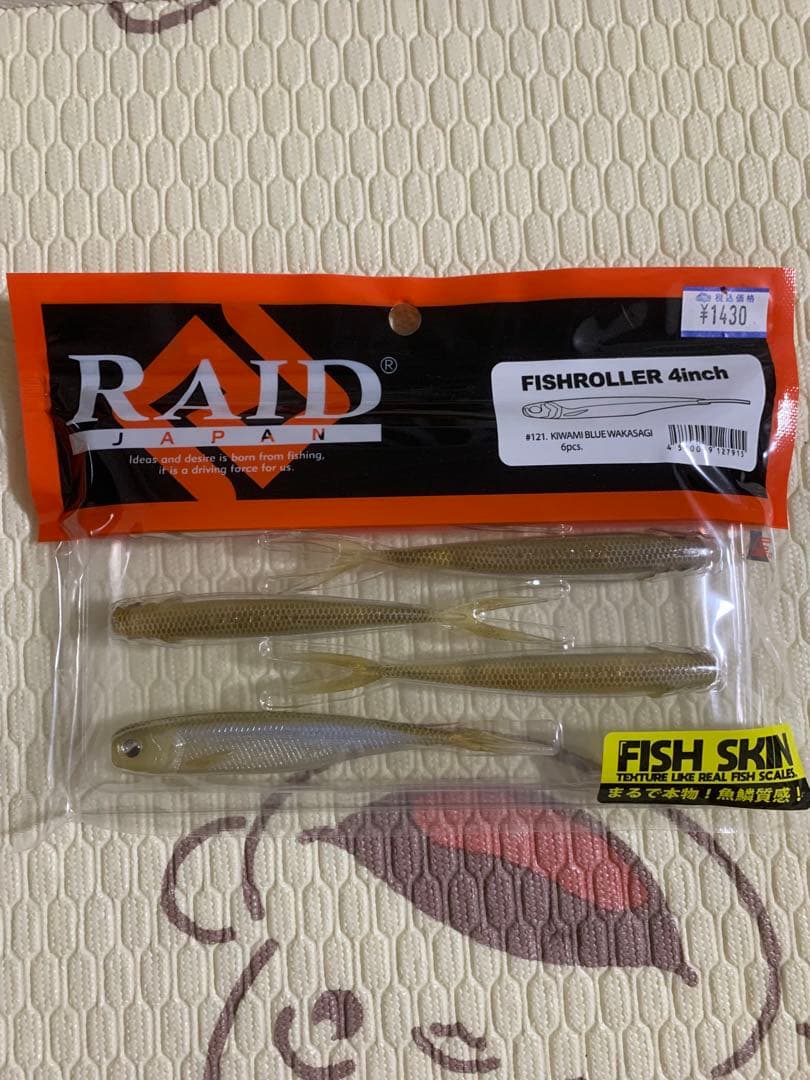 税込価格
¥1430
RAID®
JAPAN
Ideas and desire is born from fishing,
it is a driving force for us.
FISHROLLER 4inch
#121. KIWAMI BLUE WAKASAGI
6pcs.
FISH SKIN
TEXTURE LIKE REAL FISH SCALES.
まるで本物！魚鱗質感！